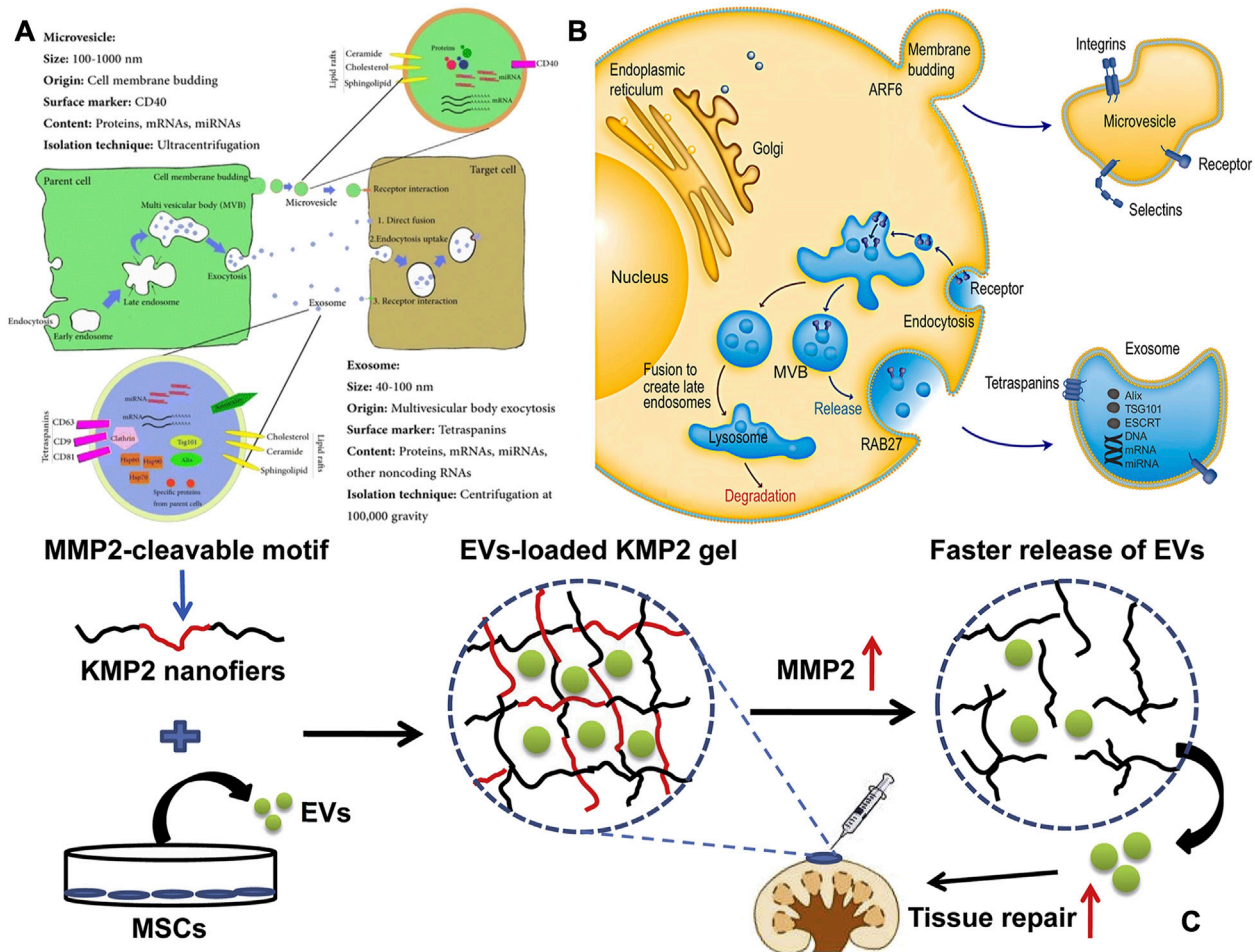 A
Microvesicle:
Size: 100-1000 nm
Origin: Cell membrane budding
Surface marker: CD40
Content: Proteins, mRNAs, miRNAs
Isolation technique: Ultracentrifugation
Lipid rafts
Ceramide
Cholesterol
Sphingolipid
Proteins
miRNA
mRNA
AAAAAA
CD40
Parent cell
Cell membrane budding
Microvesicle
Receptor interaction
Target cell
Multi vesicular body (MVB)
1. Direct fusion
2.Endocytosis uptake
Exocytosis
Late endosome
3. Receptor interaction
Exosome
Endocytosis
Early endosome
Tetraspanins
CD63
CD9
CD81
miRNA
mRNA
AAAAAA
Clathrin
Tsg101
Alix
Hsp60
Hsp90
Hsp70
Specific proteins
from parent cells
Cholesterol
Ceramide
Sphingolipid
Lipid rafts
Exosome:
Size: 40-100 nm
Origin: Multivesicular body exocytosis
Surface marker: Tetraspanins
Content: Proteins, mRNAs, miRNAs,
other noncoding RNAs
Isolation technique: Centrifugation at
100,000 gravity
B
Endoplasmic
reticulum
Golgi
Membrane
budding
ARF6
Integrins
Microvesicle
Receptor
Selectins
Nucleus
Receptor
Endocytosis
MVB
Fusion to
create late
endosomes
Release
Lysosome
RAB27
Degradation
Exosome
Tetraspanins
Alix
TSG101
ESCRT
DNA
mRNA
miRNA
MMP2-cleavable motif
KMP2 nanofiers
EVs
MSCs
EVs-loaded KMP2 gel
MMP2
Faster release of EVs
Tissue repair
C